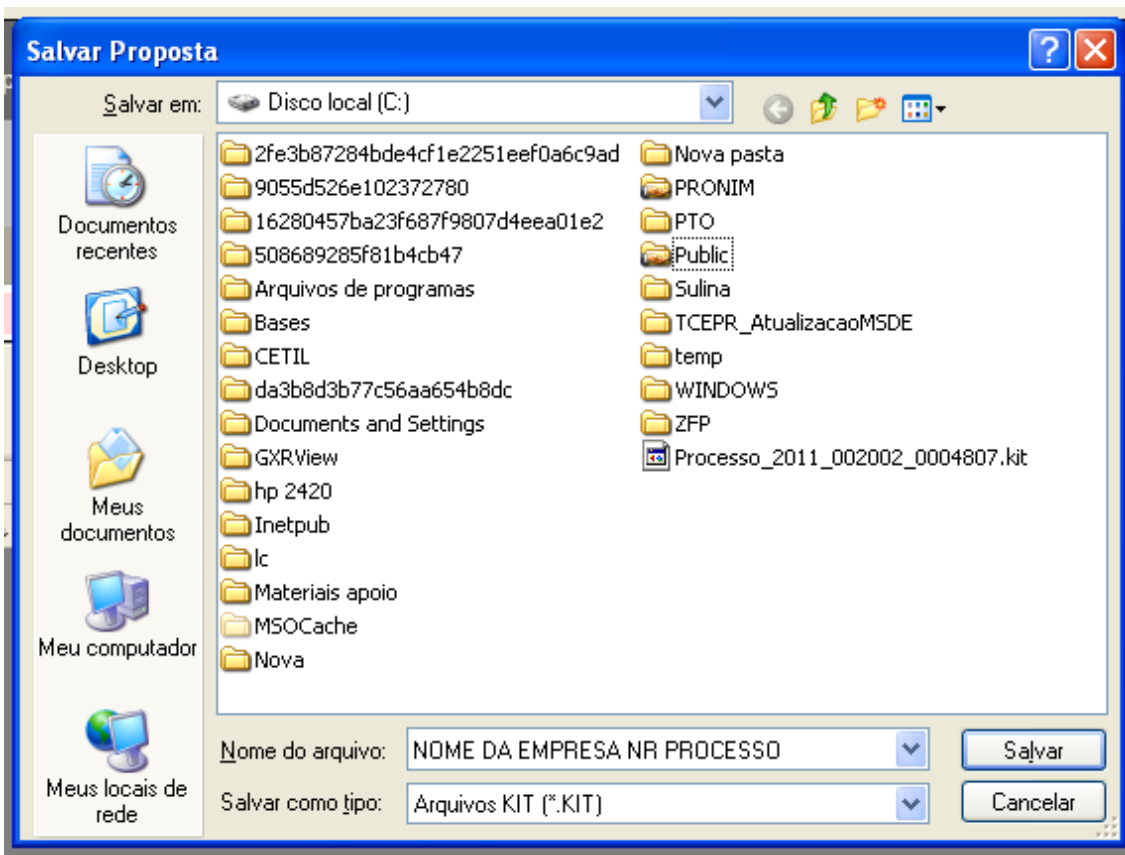 Salvar Proposta
Salvar em:
Disco local (C:)
Documentos
recentes
Desktop
Meus
documentos
Meu computador
Meus locais de
rede
2fe3b87284bde4cf1e2251eef0a6c9ad
9055d526e102372780
16280457ba23f687f9807d4eea01e2
508689285f81b4cb47
Arquivos de programas
Bases
CETIL
da3b8d3b77c56aa654b8dc
Documents and Settings
GXRView
hp 2420
Inetpub
lc
Materiais apoio
MSOCache
Nova
Nova pasta
PRONIM
PTO
Public
Sulina
TCEPR_AtualizacaoMSDE
temp
WINDOWS
ZFP
Processo_2011_002002_0004807.kit
Nome do arquivo:
NOME DA EMPRESA NR PROCESSO
Salvar
Salvar como tipo:
Arquivos KIT (*.KIT)
Cancelar